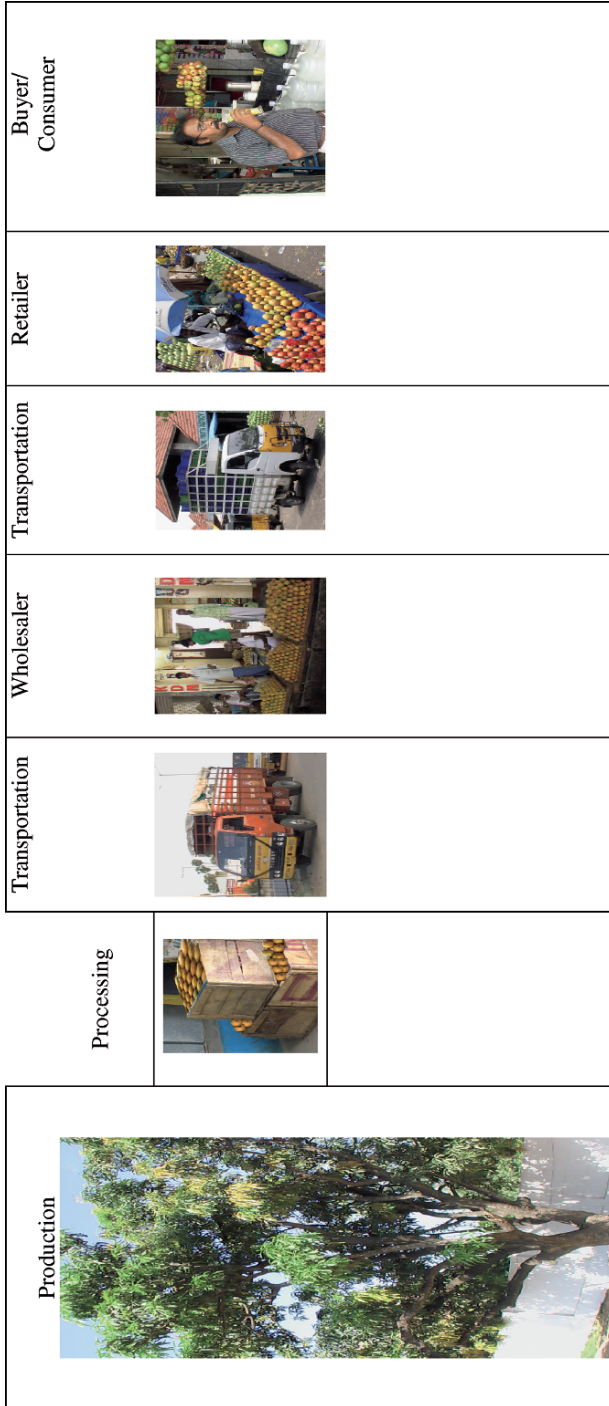 Production
Processing
Transportation
Wholesaler
Transportation
Retailer
Buyer/
Consumer